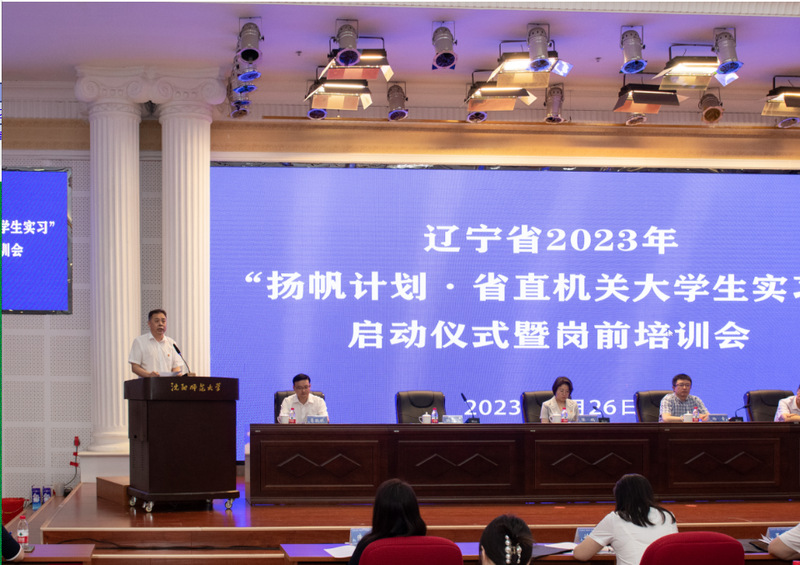 学生实习”
训会
辽宁省2023年
“扬帆计划·省直机关大学生实习
启动仪式暨岗前培训会
2023
月26日
沈阳师范大学